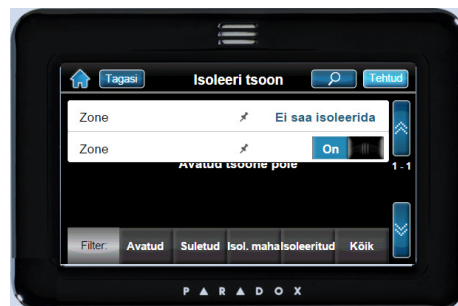 Tagasi Isoleeri tsoon Tehtud
Zone Ei saa isoleerida
Zone On
Avatud tsoone pole
1 - 1
Filter: Avatud Suletud Isol. maha Isoleeritud Kõik
PARADOX